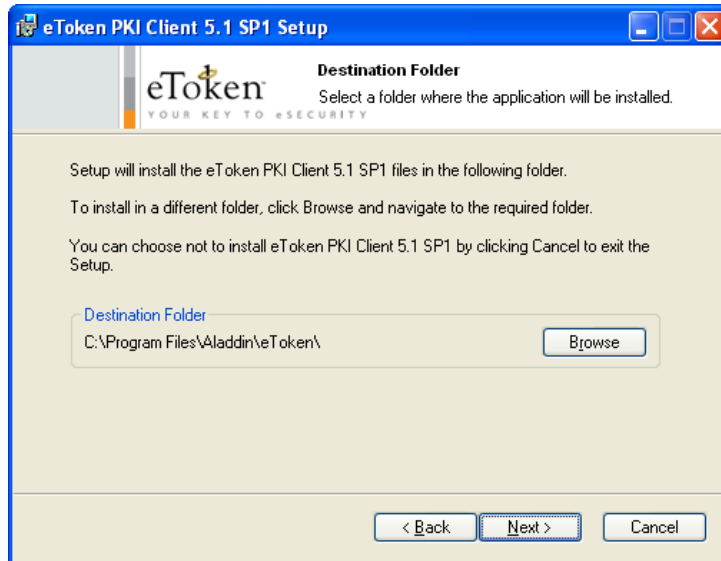 eToken PKI Client 5.1 SP1 Setup
eToken
YOUR KEY TO eSECURITY
Destination Folder
Select a folder where the application will be installed.
Setup will install the eToken PKI Client 5.1 SP1 files in the following folder.
To install in a different folder, click Browse and navigate to the required folder.
You can choose not to install eToken PKI Client 5.1 SP1 by clicking Cancel to exit the
Setup.
Destination Folder
C:\Program Files\Aladdin\eToken\
Browse
< Back
Next >
Cancel